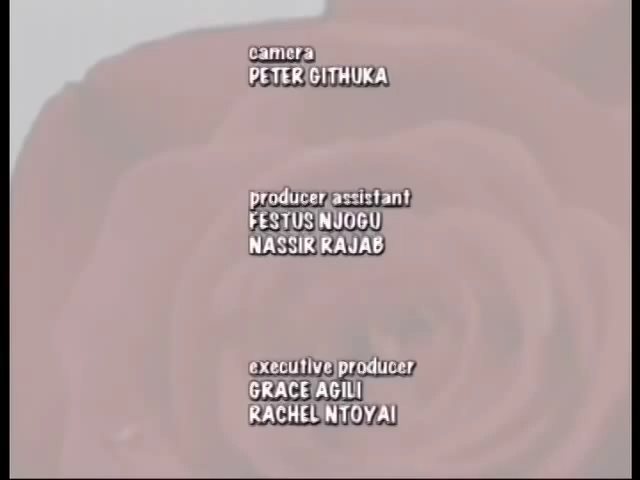 camera
PETER GITHUKA
producer assistant
FESTUS NJOGU
NASSIR RAJAB
executive producer
GRACE AGILI
RACHEL NTOYAI